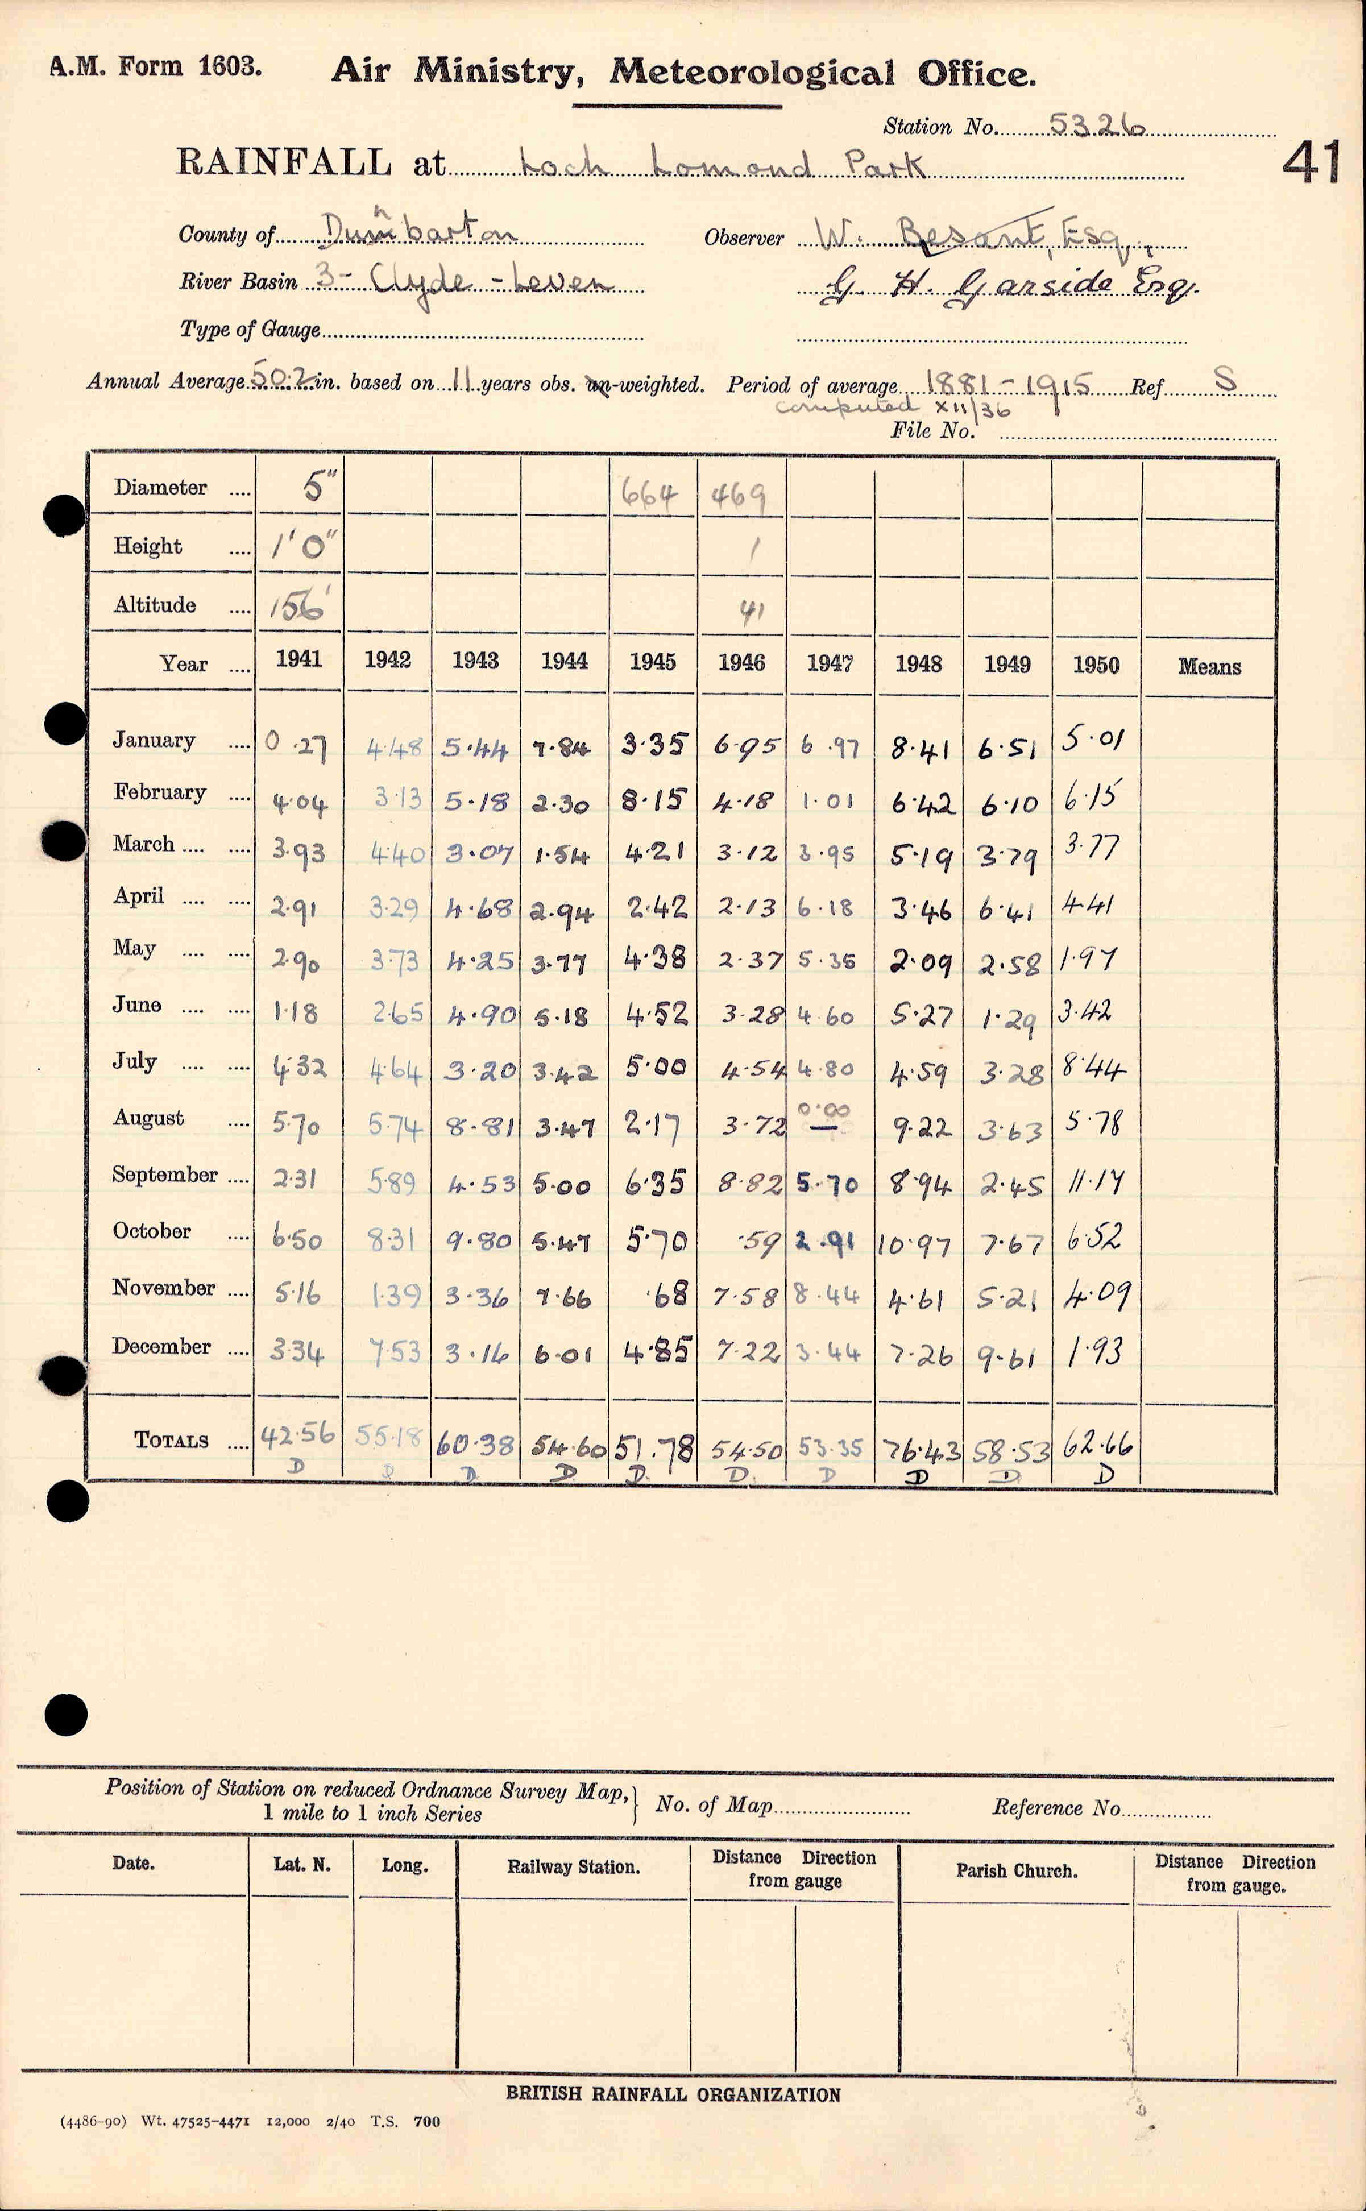 A.M. Form 1603. Air Ministry, Meteorological Office.
Station No. 5326
41
RAINFALL at Loch Lomond Park
County of Dumbarton Observer W. Besant, Esq.,
n
River Basin 3 - Clyde - Leven G. H. Garside Esq.
Type of Gauge
Annual Average 50.2 in. based on 11 years obs. un-weighted. Period of average 1881-1915 Ref S
computed XII/36
File No.
Diameter .... 5" 664 469
Height .... 1'0" 1
Altitude .... 156' 41
Year .... 1941 1942 1943 1944 1945 1946 1947 1948 1949 1950 Means
January .... 0.27 4.48 5.44 7.84 3.35 6.95 6.97 8.41 6.51 5.01
February .... 4.04 3.13 5.18 2.30 8.15 4.18 1.01 6.42 6.10 6.15
March .... .... 3.93 4.40 3.07 1.54 4.21 3.12 3.95 5.19 3.79 3.77
April .... .... 2.91 3.29 4.68 2.94 2.42 2.13 6.18 3.46 6.41 4.41
May .... .... 2.90 3.73 4.25 3.77 4.38 2.37 5.35 2.09 2.58 1.97
June .... .... 1.18 2.65 4.90 5.18 4.52 3.28 4.60 5.27 1.29 3.42
July .... .... 4.32 4.64 3.20 3.42 5.00 4.54 4.80 4.59 3.28 8.44
August .... 5.70 5.74 8.81 3.47 2.17 3.72 0.00 — 9.22 3.63 5.78
September .... 2.31 5.89 4.53 5.00 6.35 8.82 5.70 8.94 2.45 11.17
October .... 6.50 8.31 9.80 5.47 5.70 .59 2.91 10.97 7.67 6.52
November .... 5.16 1.39 3.36 7.66 .68 7.58 8.44 4.61 5.21 4.09
December .... 3.34 7.53 3.16 6.01 4.85 7.22 3.44 7.26 9.61 1.93
TOTALS .... 42.56 55.18 60.38 54.60 51.78 54.50 53.35 76.43 58.53 62.66
D D D D D D D D D D
Position of Station on reduced Ordnance Survey Map, } No. of Map Reference No.
1 mile to 1 inch Series
Date. Lat. N. Long. Railway Station. Distance Direction from gauge Parish Church. Distance Direction from gauge.
BRITISH RAINFALL ORGANIZATION
(4486-90) Wt. 47525-4471 12,000 2/40 T.S. 700